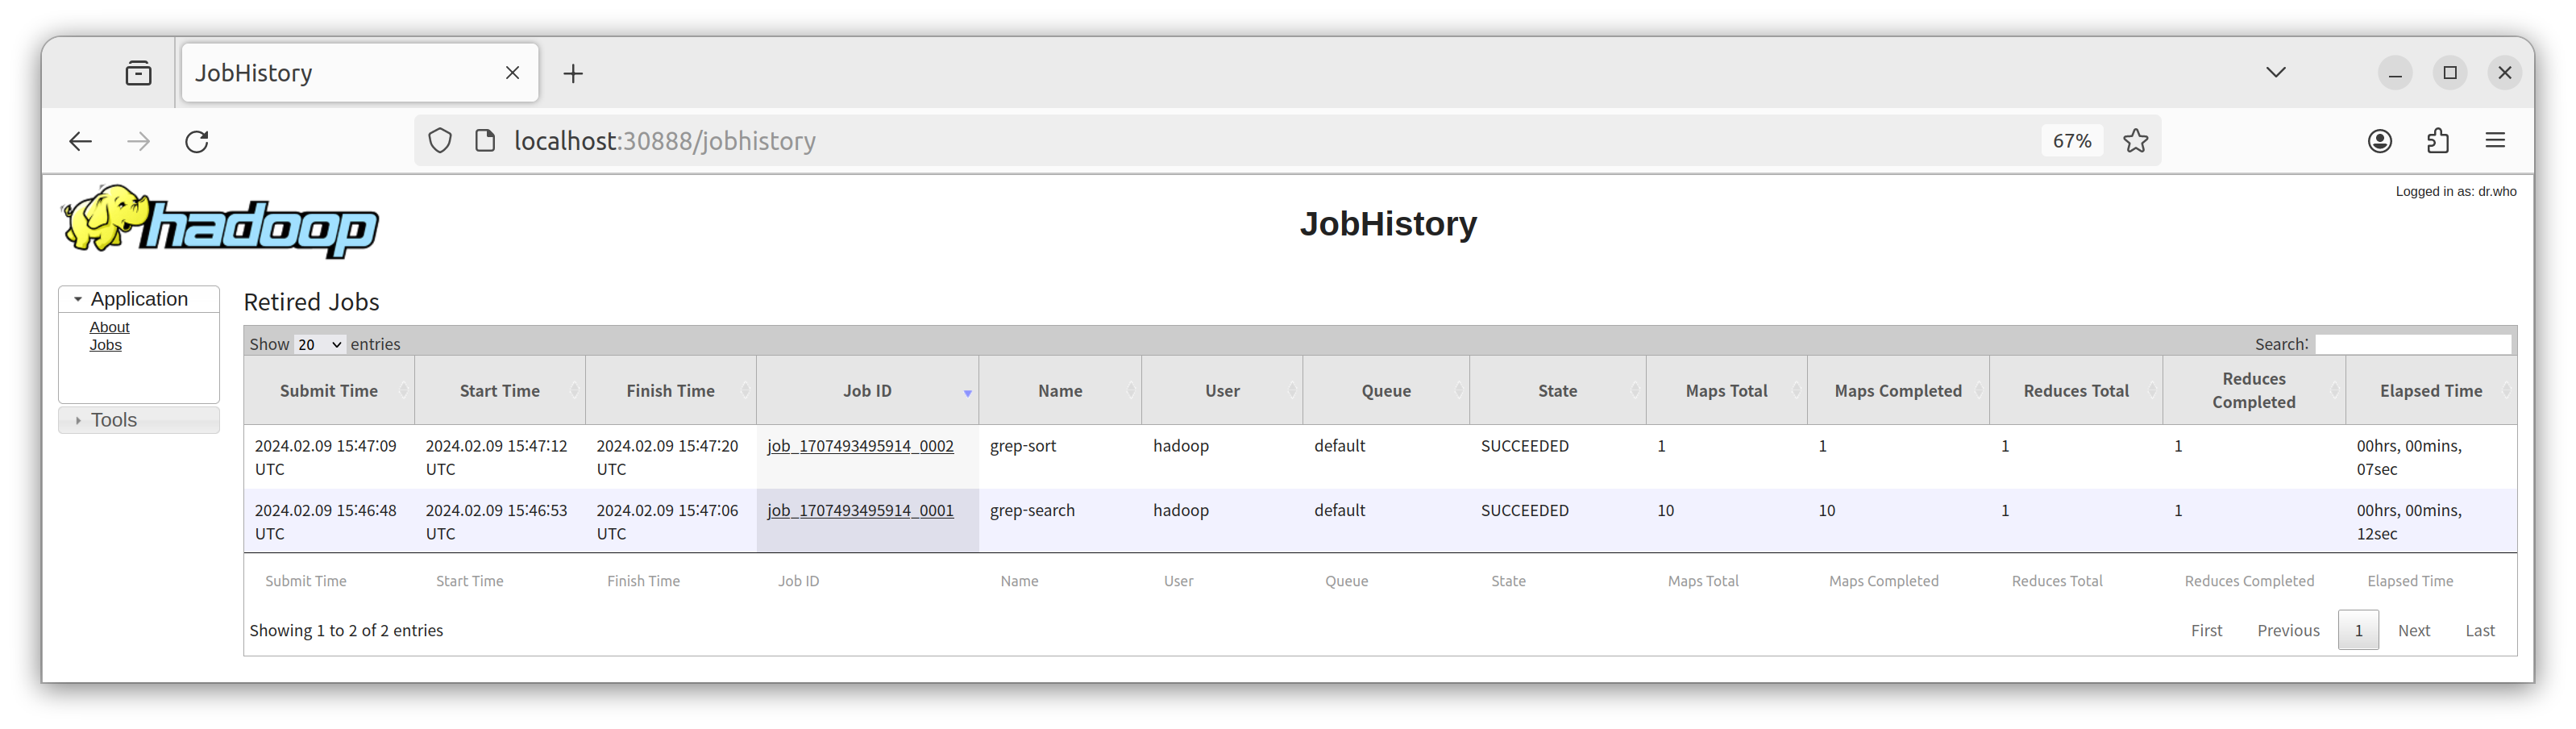 JobHistory
localhost:30888/jobhistory
67%
hadoop
JobHistory
Logged in as: dr.who
Application
About
Jobs
Tools
Retired Jobs
Show 20 entries
Search:
Submit Time Start Time Finish Time Job ID Name User Queue State Maps Total Maps Completed Reduces Total Reduces Completed Elapsed Time
2024.02.09 15:47:09 UTC 2024.02.09 15:47:12 UTC 2024.02.09 15:47:20 UTC job_1707493495914_0002 grep-sort hadoop default SUCCEEDED 1 1 1 1 00hrs, 00mins, 07sec
2024.02.09 15:46:48 UTC 2024.02.09 15:46:53 UTC 2024.02.09 15:47:06 UTC job_1707493495914_0001 grep-search hadoop default SUCCEEDED 10 10 1 1 00hrs, 00mins, 12sec
Submit Time Start Time Finish Time Job ID Name User Queue State Maps Total Maps Completed Reduces Total Reduces Completed Elapsed Time
Showing 1 to 2 of 2 entries
First Previous 1 Next Last